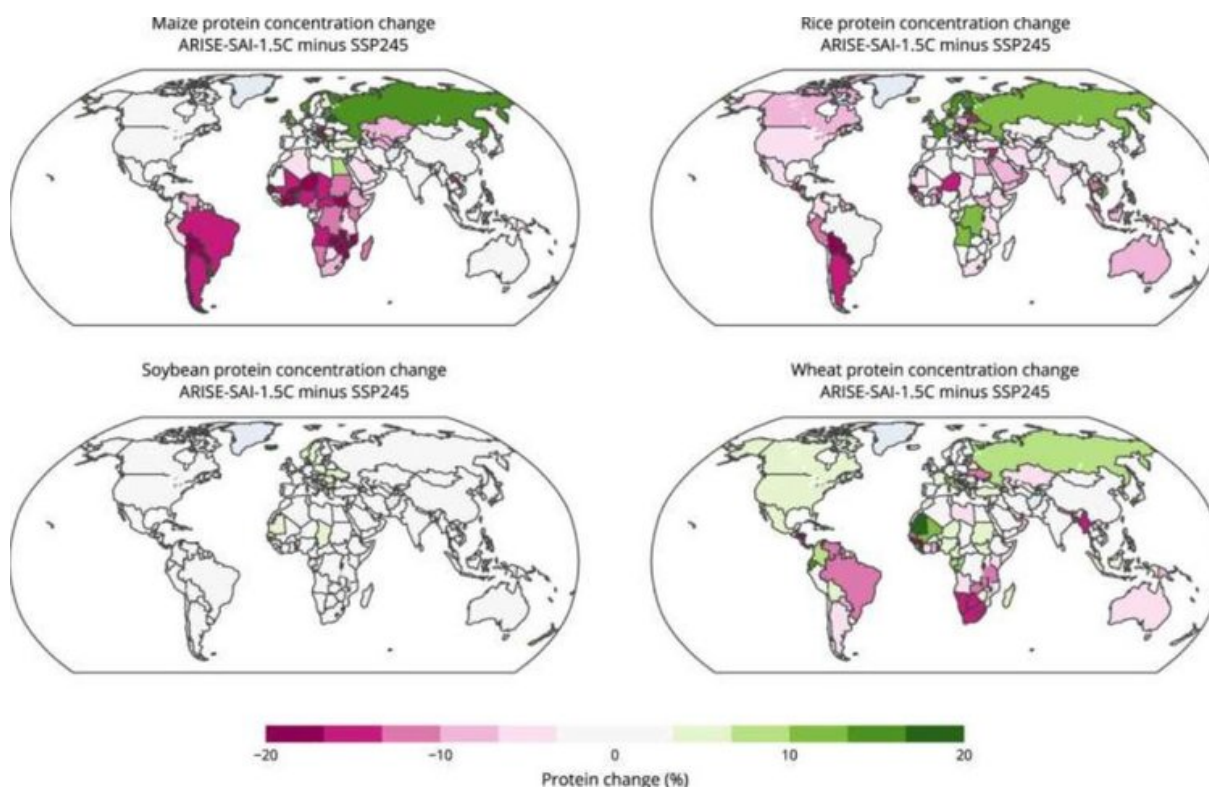 Maize protein concentration change
ARISE-SAI-1.5C minus SSP245
Rice protein concentration change
ARISE-SAI-1.5C minus SSP245
Soybean protein concentration change
ARISE-SAI-1.5C minus SSP245
Wheat protein concentration change
ARISE-SAI-1.5C minus SSP245
−20 −10 0 10 20
Protein change (%)